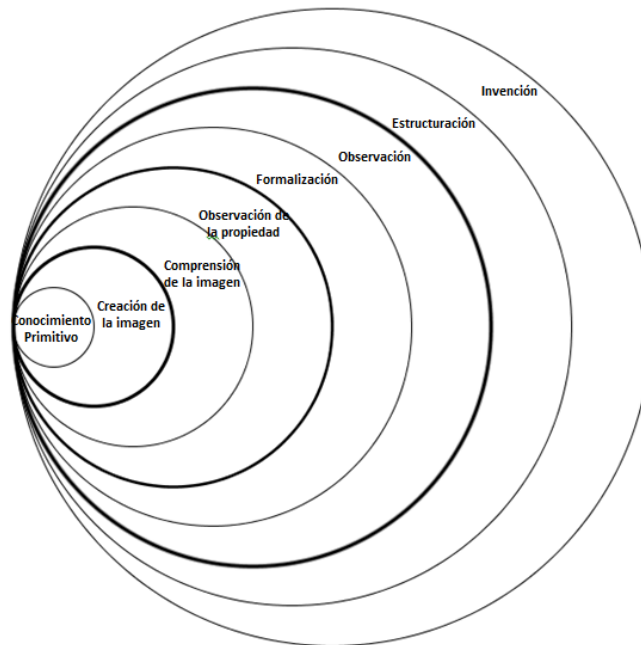 Invención
Estructuración
Observación
Formalización
Observación de
la propiedad
Comprensión
de la imagen
Creación de
la imagen
Conocimiento
Primitivo